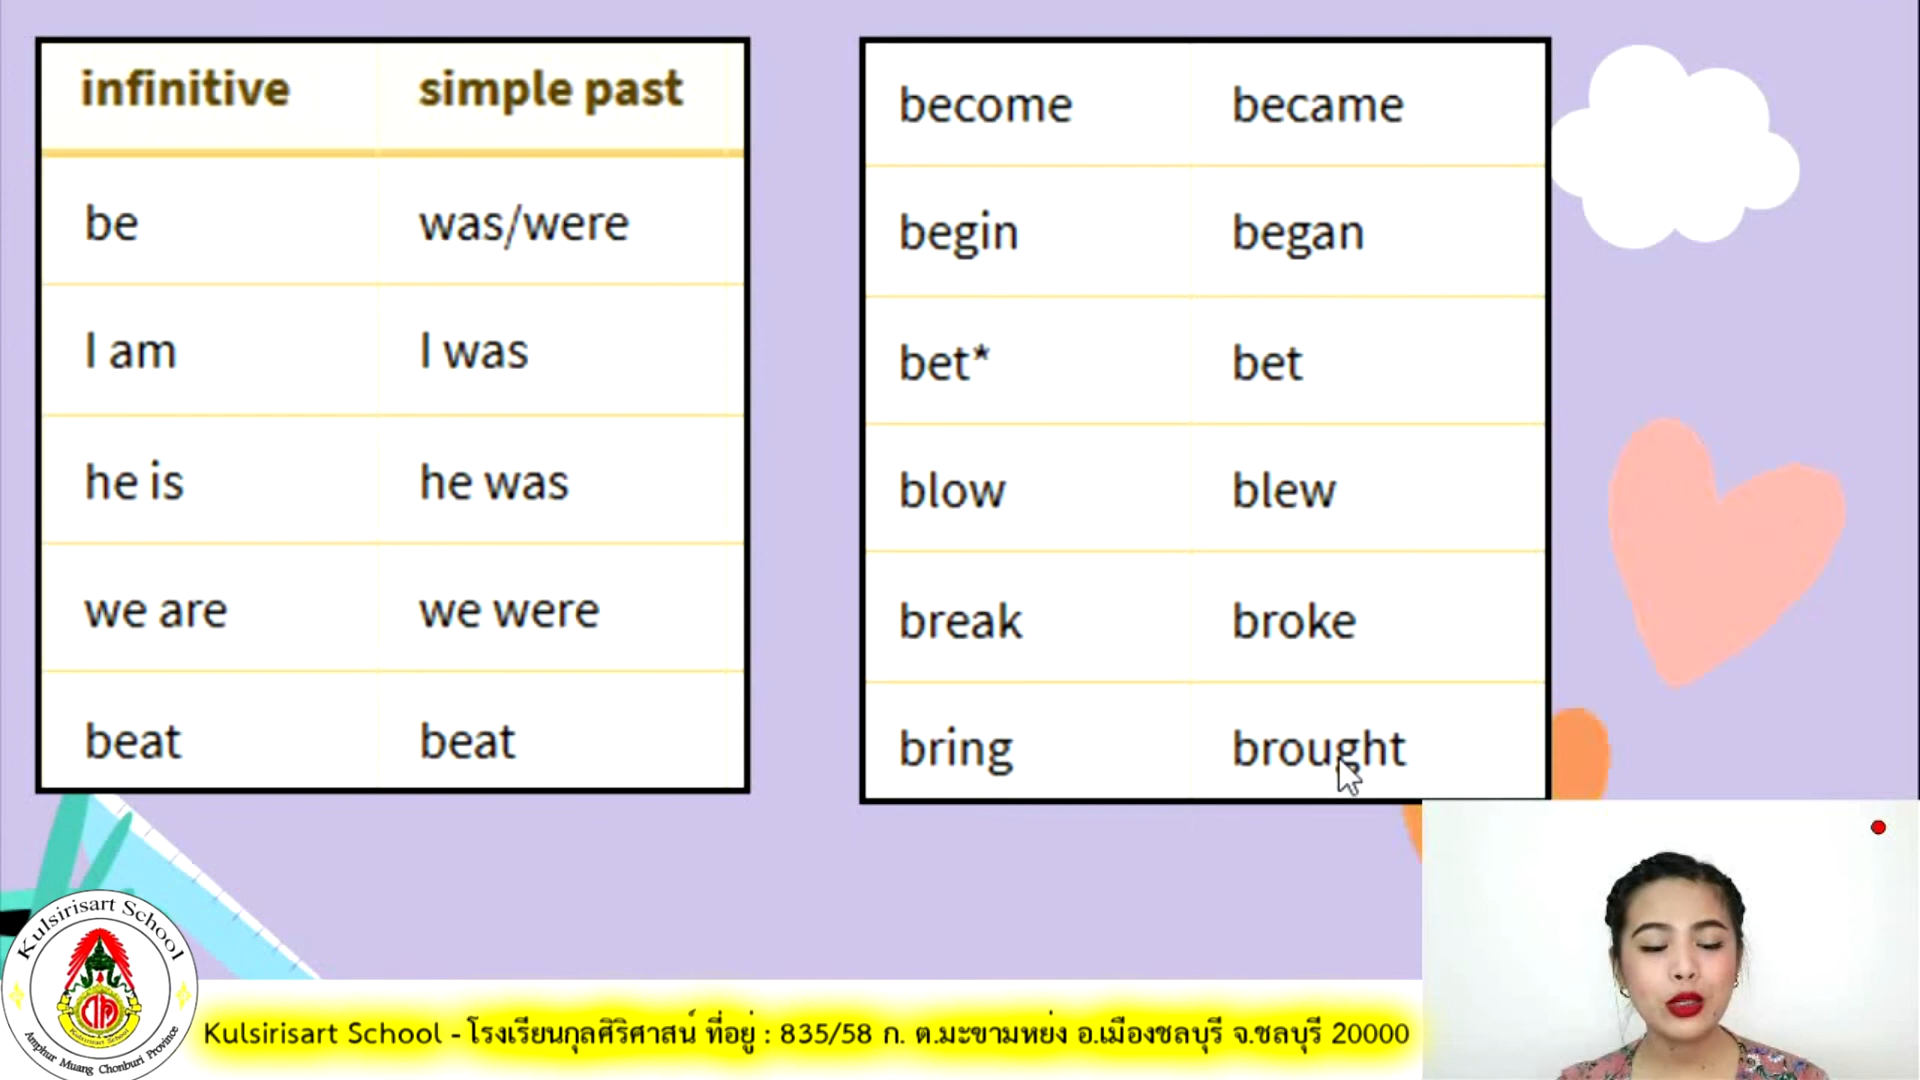 infinitive simple past
be was/were
I am I was
he is he was
we are we were
beat beat
become became
begin began
bet* bet
blow blew
break broke
bring brought
Kulsirisart School
Amphur Muang Chonburi Province
Kulsirisart School - โรงเรียนกุลศิริศาสน์ ที่อยู่ : 835/58 ก. ต.มะขามหย่ง อ.เมืองชลบุรี จ.ชลบุรี 20000